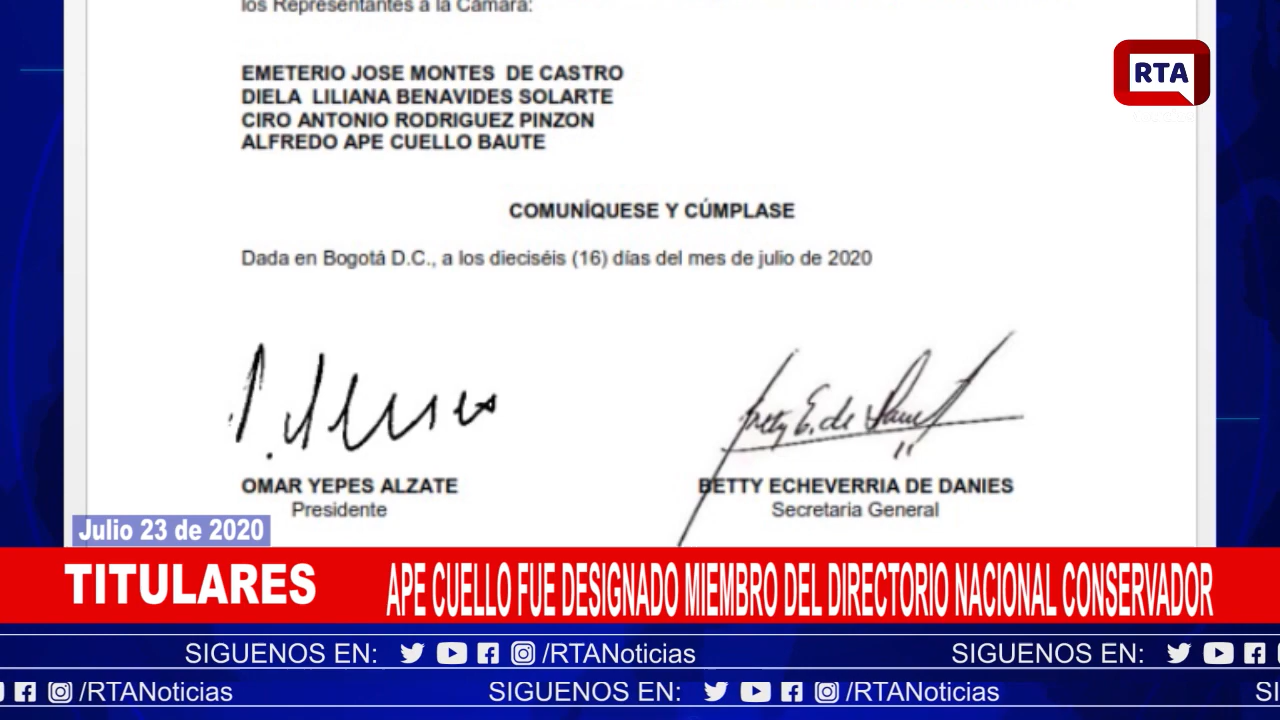 los Representantes a la Cámara:
RTA
EMETERIO JOSE MONTES DE CASTRO
DIELA LILIANA BENAVIDES SOLARTE
CIRO ANTONIO RODRIGUEZ PINZON
ALFREDO APE CUELLO BAUTE
COMUNÍQUESE Y CÚMPLASE
Dada en Bogotá D.C., a los dieciséis (16) días del mes de julio de 2020
OMAR YEPES ALZATE
Presidente
BETTY ECHEVERRIA DE DANIES
Secretaria General
Julio 23 de 2020
TITULARES
APE CUELLO FUE DESIGNADO MIEMBRO DEL DIRECTORIO NACIONAL CONSERVADOR
SIGUENOS EN: /RTANoticias SIGUENOS EN:
/RTANoticias SIGUENOS EN: /RTANoticias SI